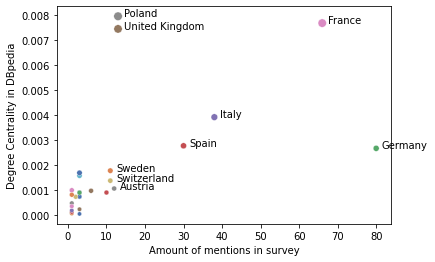 0.008
0.007
0.006
0.005
0.004
0.003
0.002
0.001
0.000
Degree Centrality in DBpedia
Poland
United Kingdom
France
Italy
Spain
Germany
Sweden
Switzerland
Austria
0 10 20 30 40 50 60 70 80
Amount of mentions in survey